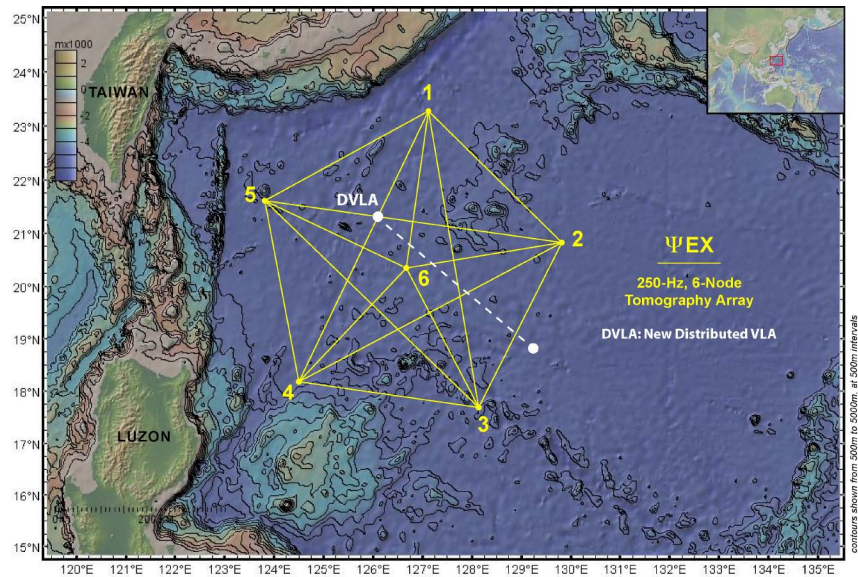 25°N
24°N
23°N
22°N
21°N
20°N
19°N
18°N
17°N
16°N
15°N
mx1000
2
0
-2
-4
TAIWAN
1
5
DVLA
2
6
ΨEX
250-Hz, 6-Node
Tomography Array
DVLA: New Distributed VLA
4
3
LUZON
120°E 121°E 122°E 123°E 124°E 125°E 126°E 127°E 128°E 129°E 130°E 131°E 132°E 133°E 134°E 135°E
contours shown from 500m to 5000m, at 500m intervals